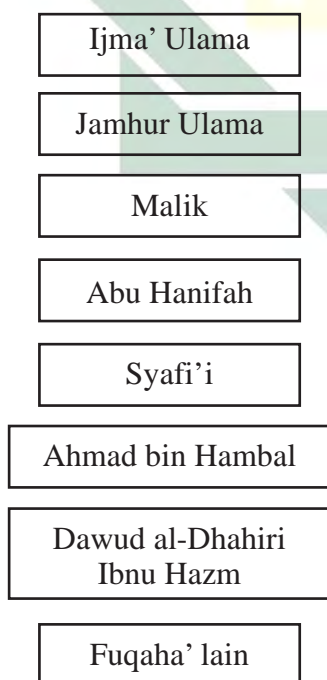 Ijma’ Ulama
Jamhur Ulama
Malik
Abu Hanifah
Syafi’i
Ahmad bin Hambal
Dawud al-Dhahiri
Ibnu Hazm
Fuqaha’ lain